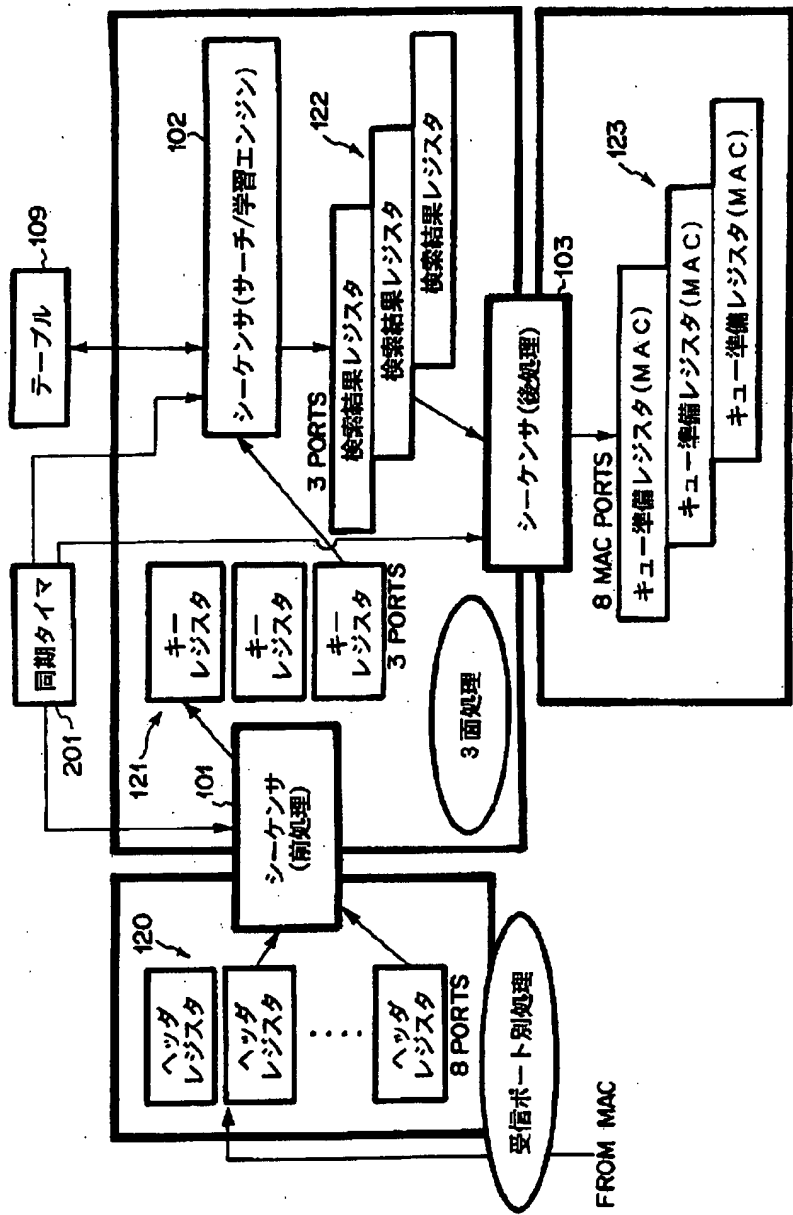 同期タイマ
201
テーブル
109
FROM MAC
受信ポート別処理
120
ヘッダ
レジスタ
ヘッダ
レジスタ
ヘッダ
レジスタ
8 PORTS
シーケンサ
(前処理)
101
121
キー
レジスタ
キー
レジスタ
キー
レジスタ
3 PORTS
3面処理
シーケンサ(サーチ/学習エンジン)
102
3 PORTS
検索結果レジスタ
検索結果レジスタ
検索結果レジスタ
122
シーケンサ(後処理)
103
8 MAC PORTS
キュー準備レジスタ(MAC)
キュー準備レジスタ(MAC)
キュー準備レジスタ(MAC)
123